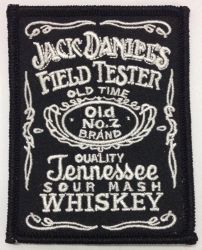 JACK DANIEL'S
FIELD TESTER
OLD TIME
Old
No.7
BRAND
QUALITY
Tennessee
SOUR MASH
WHISKEY